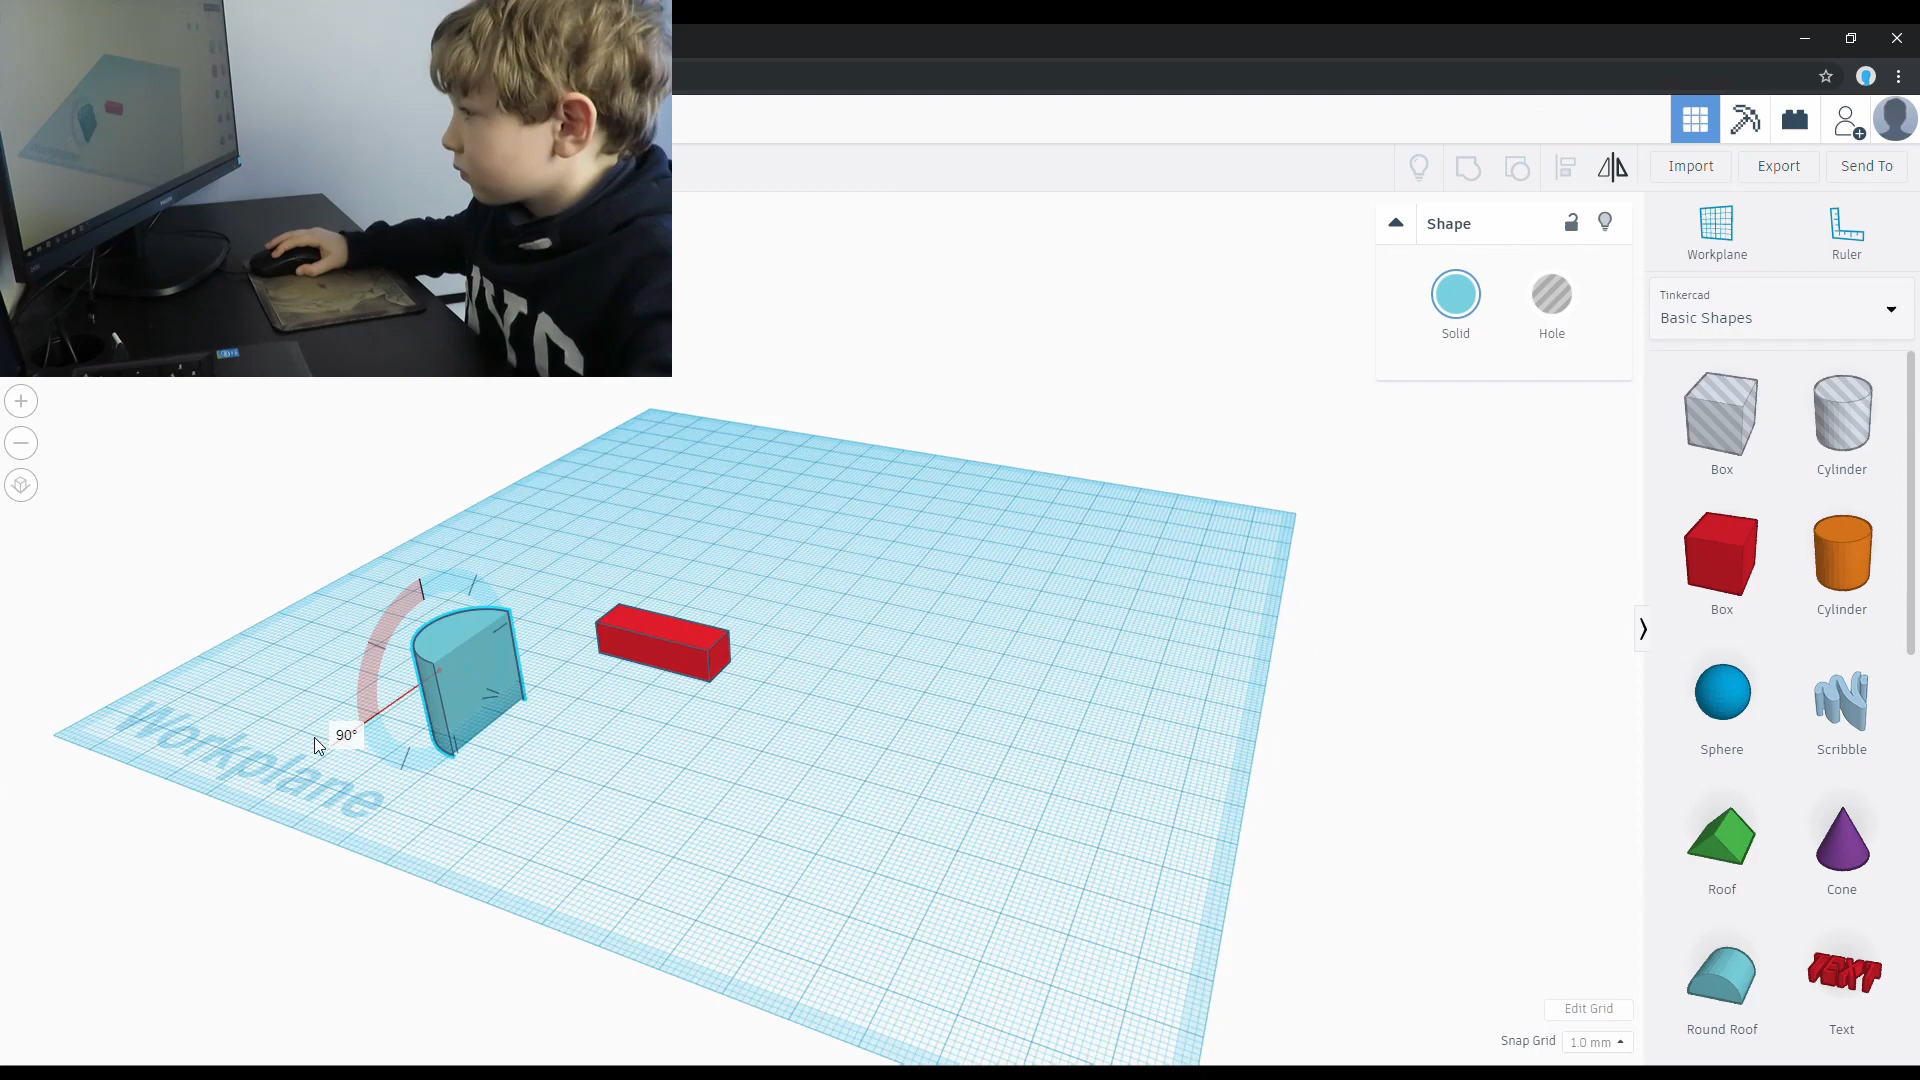 Import
Export
Send To
Shape
Workplane
Ruler
Solid
Hole
Tinkercad
Basic Shapes
Box
Cylinder
Box
Cylinder
Sphere
Scribble
90°
Workplane
Roof
Cone
TEXT
Round Roof
Text
Edit Grid
Snap Grid
1.0 mm